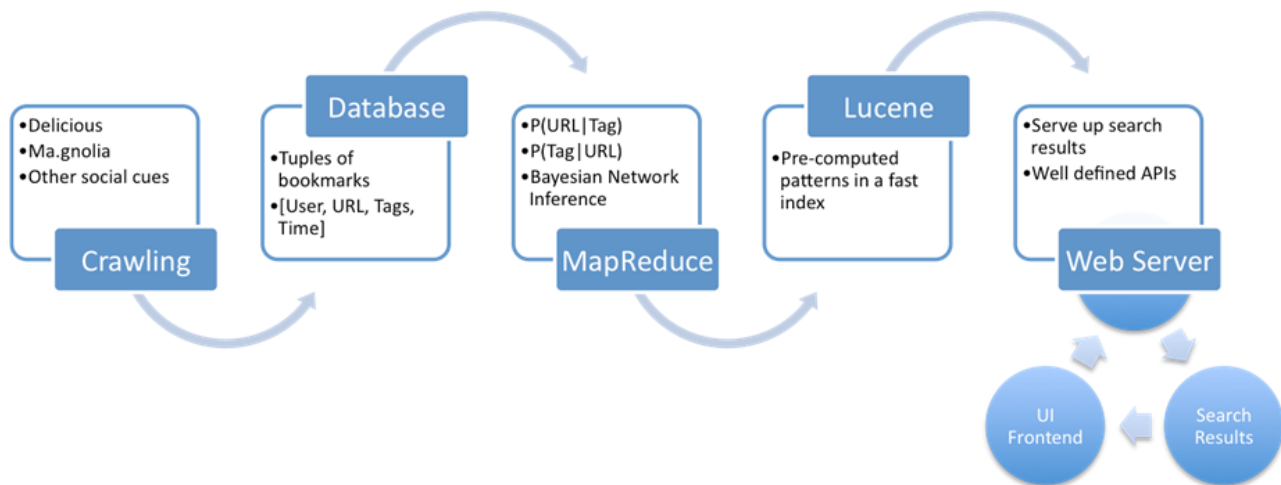 •Delicious
•Ma.gnolia
•Other social cues
Crawling
Database
•Tuples of
bookmarks
•[User, URL, Tags,
Time]
•P(URL|Tag)
•P(Tag|URL)
•Bayesian Network
Inference
MapReduce
Lucene
•Pre-computed
patterns in a fast
index
•Serve up search
results
•Well defined APIs
Web Server
UI
Frontend
Search
Results